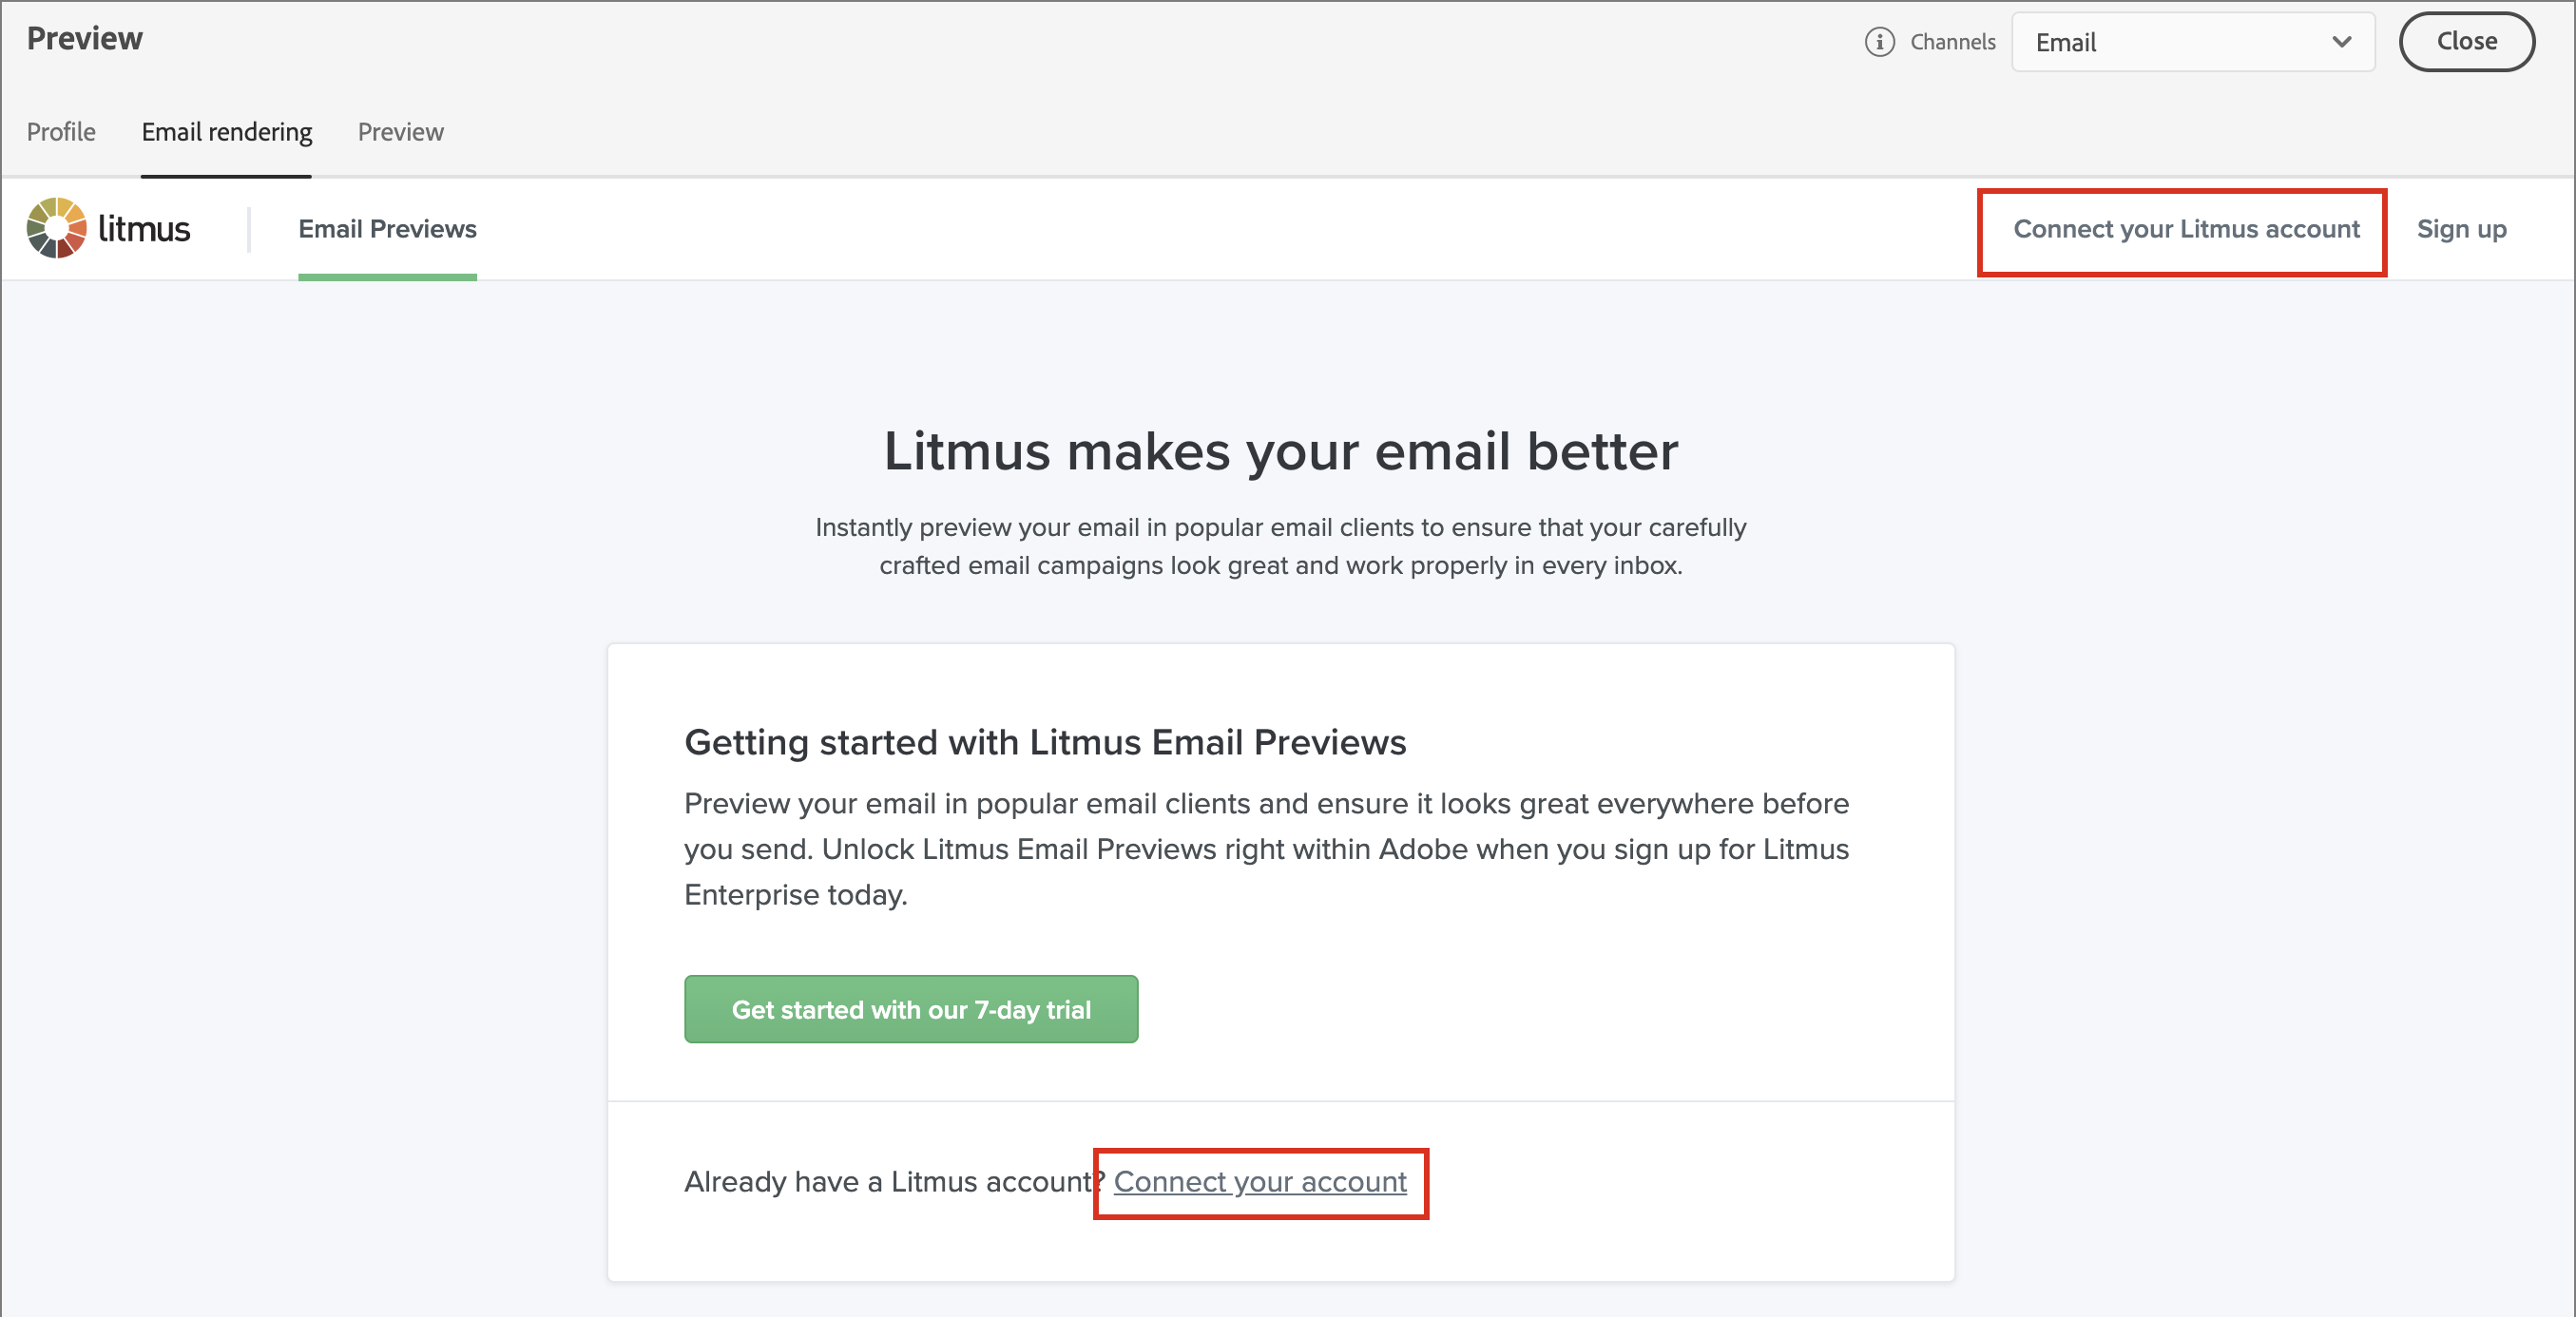 Preview
Channels
Email
Close
Profile
Email rendering
Preview
litmus
Email Previews
Connect your Litmus account
Sign up
Litmus makes your email better
Instantly preview your email in popular email clients to ensure that your carefully
crafted email campaigns look great and work properly in every inbox.
Getting started with Litmus Email Previews
Preview your email in popular email clients and ensure it looks great everywhere before
you send. Unlock Litmus Email Previews right within Adobe when you sign up for Litmus
Enterprise today.
Get started with our 7-day trial
Already have a Litmus account? Connect your account